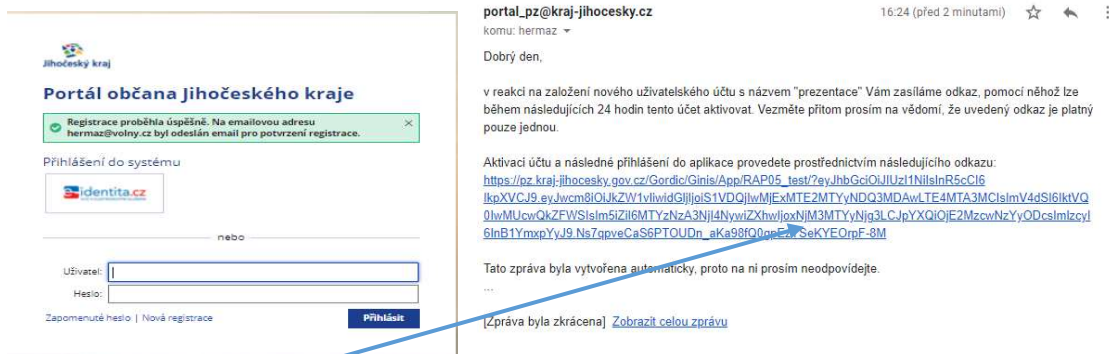 Jihočeský kraj
Portál občana Jihočeského kraje
Registrace proběhla úspěšně. Na emailovou adresu
hermaz@volny.cz byl odeslán email pro potvrzení registrace.
Přihlášení do systému
identita.cz
nebo
Uživatel:
Heslo:
Zapomenuté heslo | Nová registrace
Přihlásit
portal_pz@kraj-jihocesky.cz
16:24 (před 2 minutami)
komu: hermaz
Dobrý den,
v reakci na založení nového uživatelského účtu s názvem "prezentace" Vám zasíláme odkaz, pomocí něhož lze
během následujících 24 hodin tento účet aktivovat. Vezměte přitom prosím na vědomí, že uvedený odkaz je platný
pouze jednou.
Aktivaci účtu a následné přihlášení do aplikace provedete prostřednictvím následujícího odkazu:
https://pz.kraj-jihocesky.gov.cz/Gordic/Ginis/App/RAP05_test/?eyJhbGciOiJIUzI1NiIsInR5cCI6
Tato zpráva byla vytvořena automaticky, proto na ni prosím neodpovídejte.
...
[Zpráva byla zkrácena] Zobrazit celou zprávu